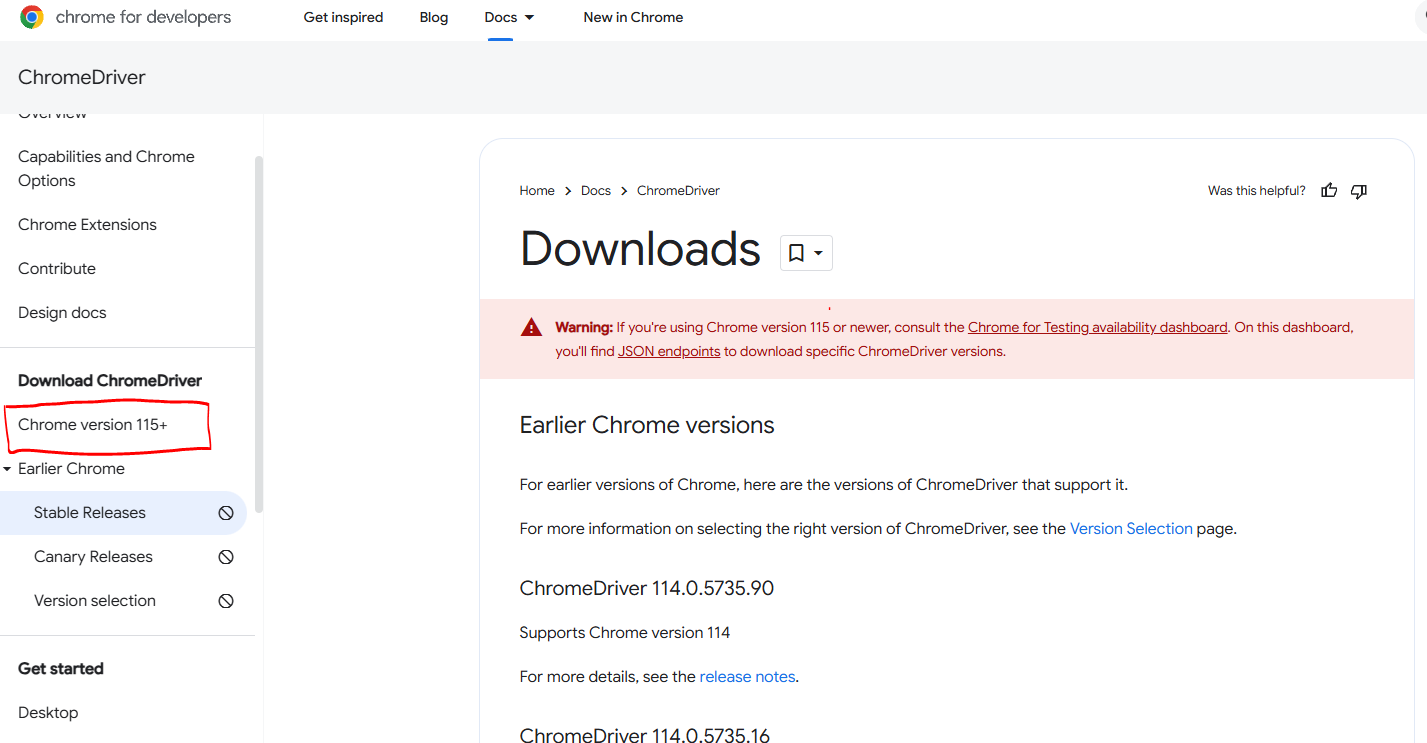 chrome for developers Get inspired Blog Docs New in Chrome
ChromeDriver
Overview
Capabilities and Chrome
Options
Chrome Extensions
Contribute
Design docs
Download ChromeDriver
Chrome version 115+
Earlier Chrome
Stable Releases
Canary Releases
Version selection
Get started
Desktop
Home Docs ChromeDriver
Was this helpful?
Downloads
Warning: If you're using Chrome version 115 or newer, consult the Chrome for Testing availability dashboard. On this dashboard,
you'll find JSON endpoints to download specific ChromeDriver versions.
Earlier Chrome versions
For earlier versions of Chrome, here are the versions of ChromeDriver that support it.
For more information on selecting the right version of ChromeDriver, see the Version Selection page.
ChromeDriver 114.0.5735.90
Supports Chrome version 114
For more details, see the release notes.
ChromeDriver 114.0.5735.16